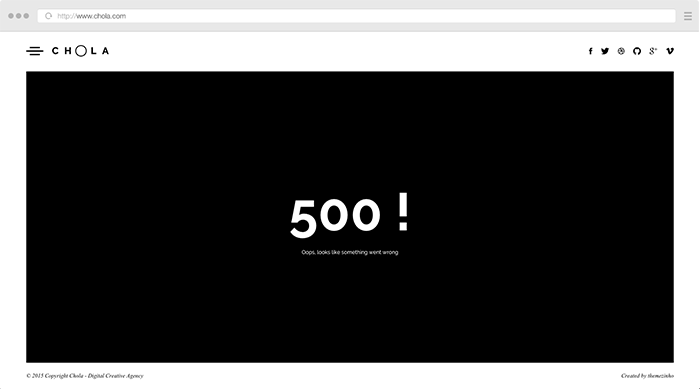 http://www.chola.com
CHOLA
500 !
Oops, looks like something went wrong
© 2015 Copyright Chola - Digital Creative Agency
Created by themezinho